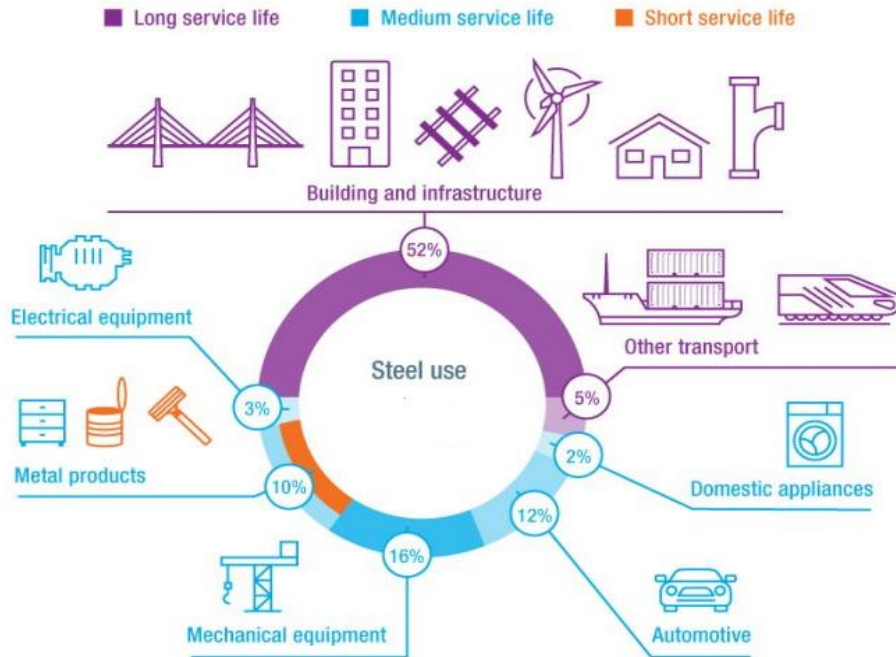 Long service life
Medium service life
Short service life
Building and infrastructure
52%
Electrical equipment
Other transport
Steel use
3%
5%
Metal products
2%
Domestic appliances
10%
12%
16%
Mechanical equipment
Automotive